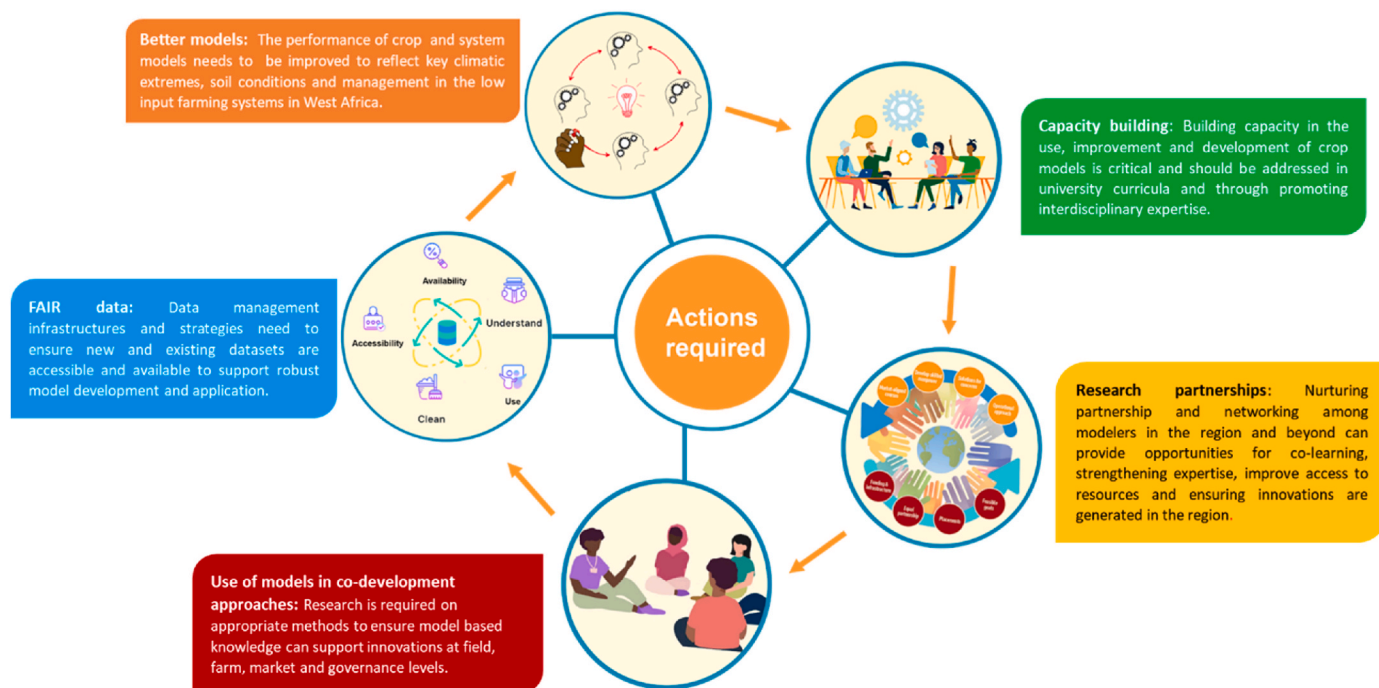 Better models: The performance of crop and system
models needs to be improved to reflect key climatic
extremes, soil conditions and management in the low
input farming systems in West Africa.
Capacity building: Building capacity in the
use, improvement and development of crop
models is critical and should be addressed in
university curricula and through promoting
interdisciplinary expertise.
Availability
Understand
Accessibility
Use
Clean
FAIR data: Data management
infrastructures and strategies need to
ensure new and existing datasets are
accessible and available to support robust
model development and application.
Actions
required
Funding &
infrastructure
Equal
partnership
Placements
Feasible
goals
Research partnerships: Nurturing
partnership and networking among
modelers in the region and beyond can
provide opportunities for co-learning,
strengthening expertise, improve access to
resources and ensuring innovations are
generated in the region.
Use of models in co-development
approaches: Research is required on
appropriate methods to ensure model based
knowledge can support innovations at field,
farm, market and governance levels.